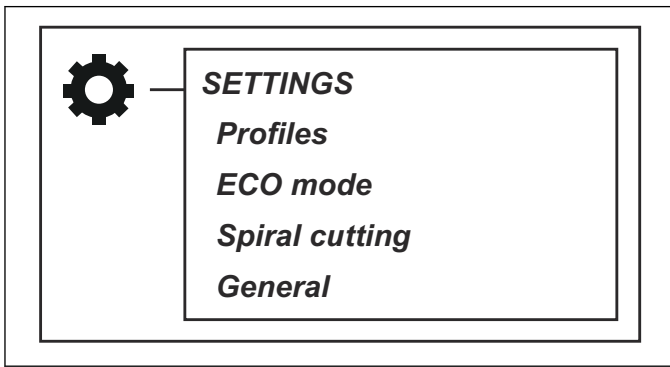 SETTINGS
Profiles
ECO mode
Spiral cutting
General